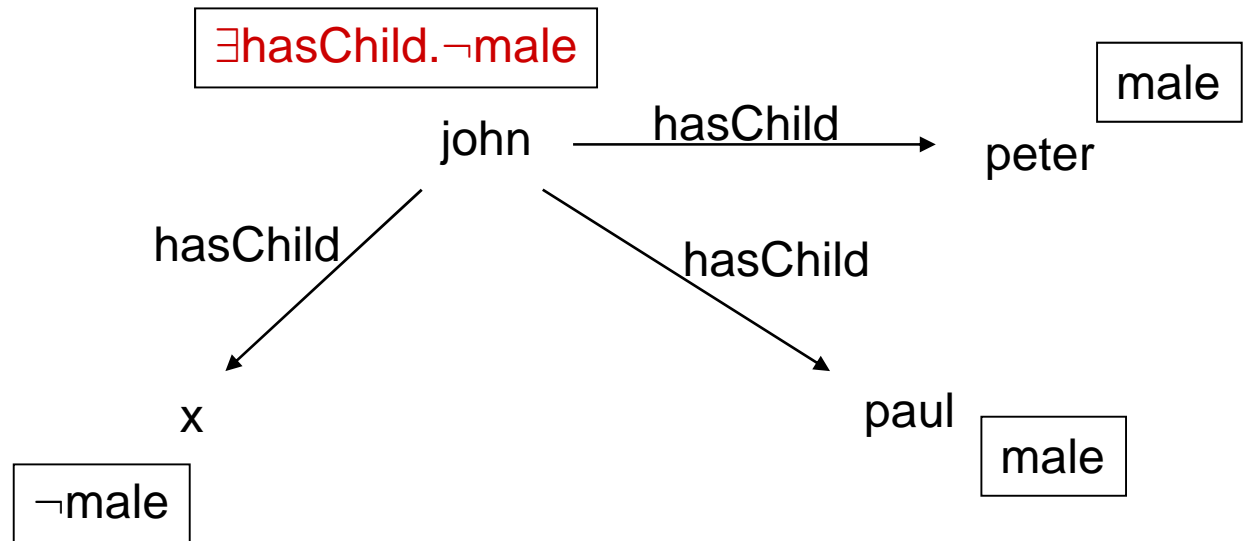 ∃hasChild.¬male
male
john
hasChild
peter
hasChild
hasChild
x
paul
male
¬male